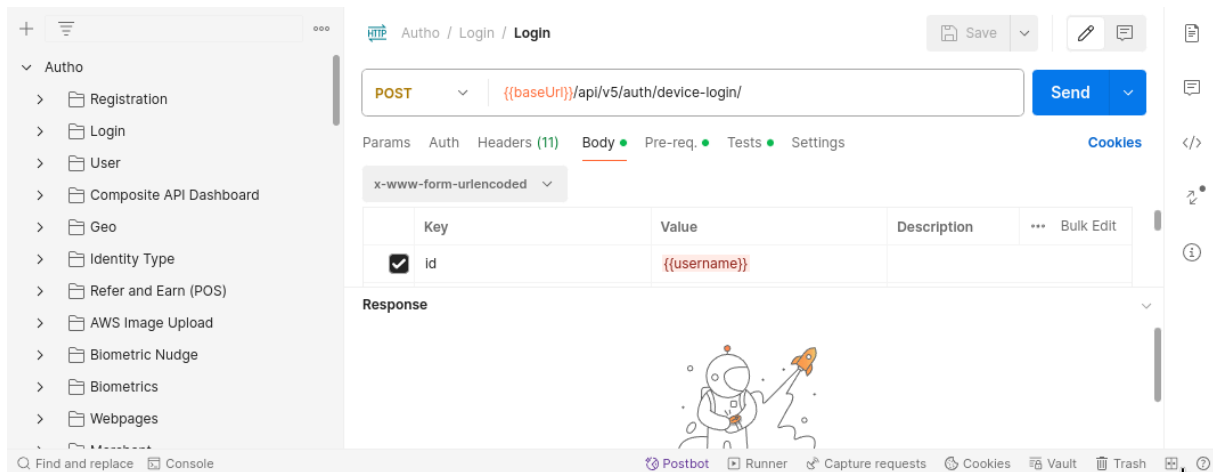 Autho
Registration
Login
User
Composite API Dashboard
Geo
Identity Type
Refer and Earn (POS)
AWS Image Upload
Biometric Nudge
Biometrics
Webpages
HTTP Autho / Login / Login
Save
POST {{baseUrl}}/api/v5/auth/device-login/ Send
Params Auth Headers (11) Body Pre-req. Tests Settings Cookies
x-www-form-urlencoded
Key Value Description ••• Bulk Edit
id {{username}}
Response
Find and replace Console Postbot Runner Capture requests Cookies Vault Trash